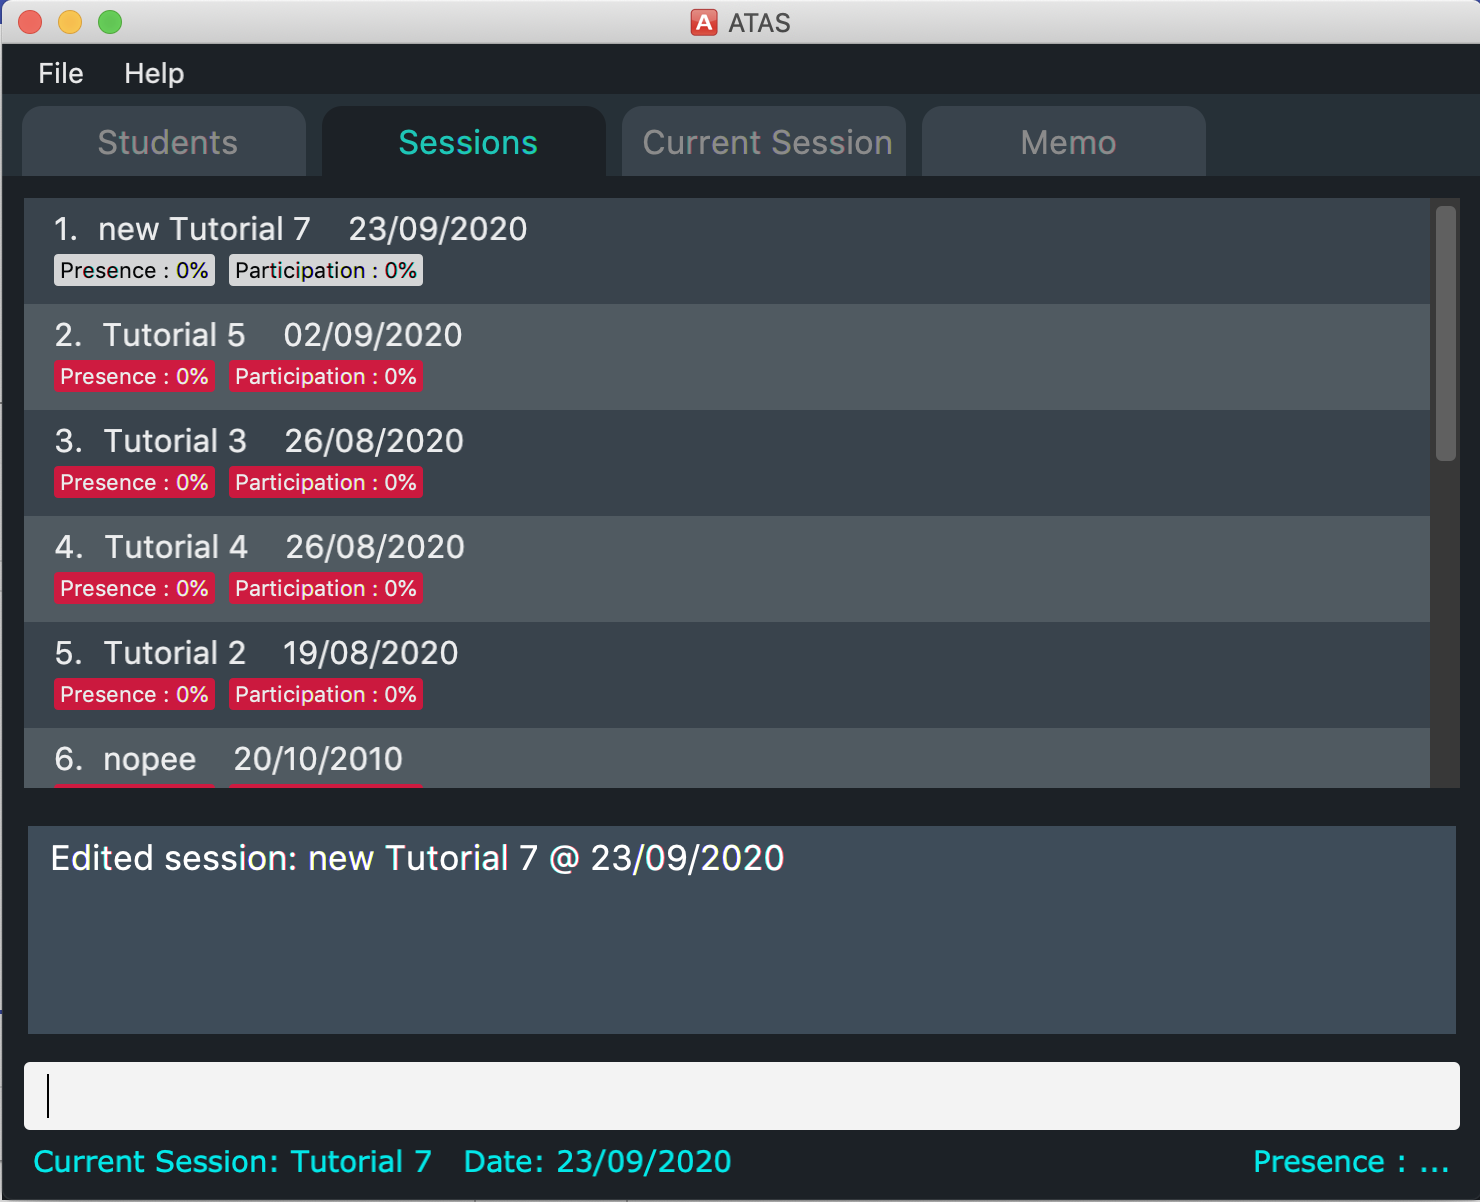 A ATAS
File Help
Students Sessions Current Session Memo
1. new Tutorial 7 23/09/2020
Presence : 0% Participation : 0%
2. Tutorial 5 02/09/2020
Presence : 0% Participation : 0%
3. Tutorial 3 26/08/2020
Presence : 0% Participation : 0%
4. Tutorial 4 26/08/2020
Presence : 0% Participation : 0%
5. Tutorial 2 19/08/2020
Presence : 0% Participation : 0%
6. nopee 20/10/2010
Edited session: new Tutorial 7 @ 23/09/2020
Current Session: Tutorial 7 Date: 23/09/2020 Presence : ...